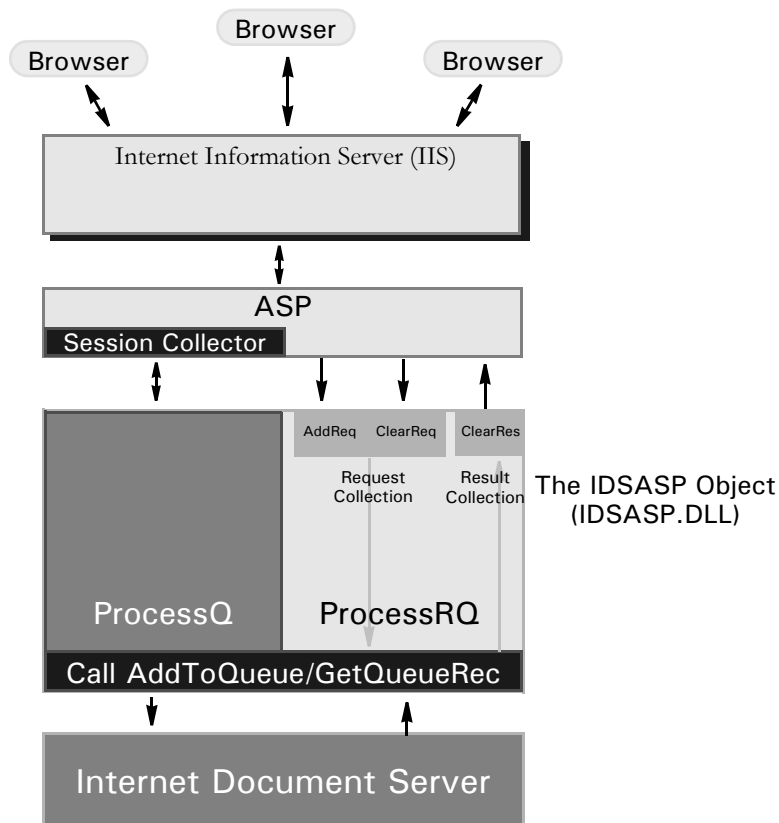 Browser
Browser
Browser
Internet Information Server (IIS)
ASP
Session Collector
AddReq
ClearReq
ClearRes
Request
Collection
Result
Collection
The IDSASP Object
(IDSASP.DLL)
ProcessQ
ProcessRQ
Call AddToQueue/GetQueueRec
Internet Document Server